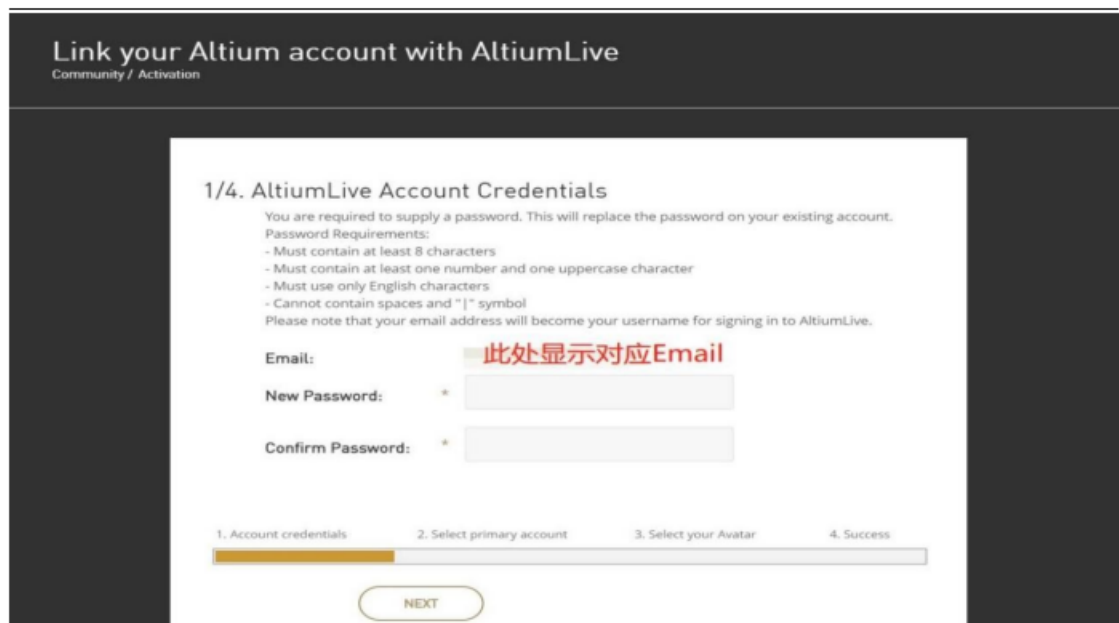 Link your Altium account with AltiumLive
Community / Activation
1/4. AltiumLive Account Credentials
You are required to supply a password. This will replace the password on your existing account.
Password Requirements:
- Must contain at least 8 characters
- Must contain at least one number and one uppercase character
- Must use only English characters
- Cannot contain spaces and "|" symbol
Please note that your email address will become your username for signing in to AltiumLive.
Email: 此处显示对应Email
New Password: *
Confirm Password: *
1. Account credentials 2. Select primary account 3. Select your Avatar 4. Success
NEXT